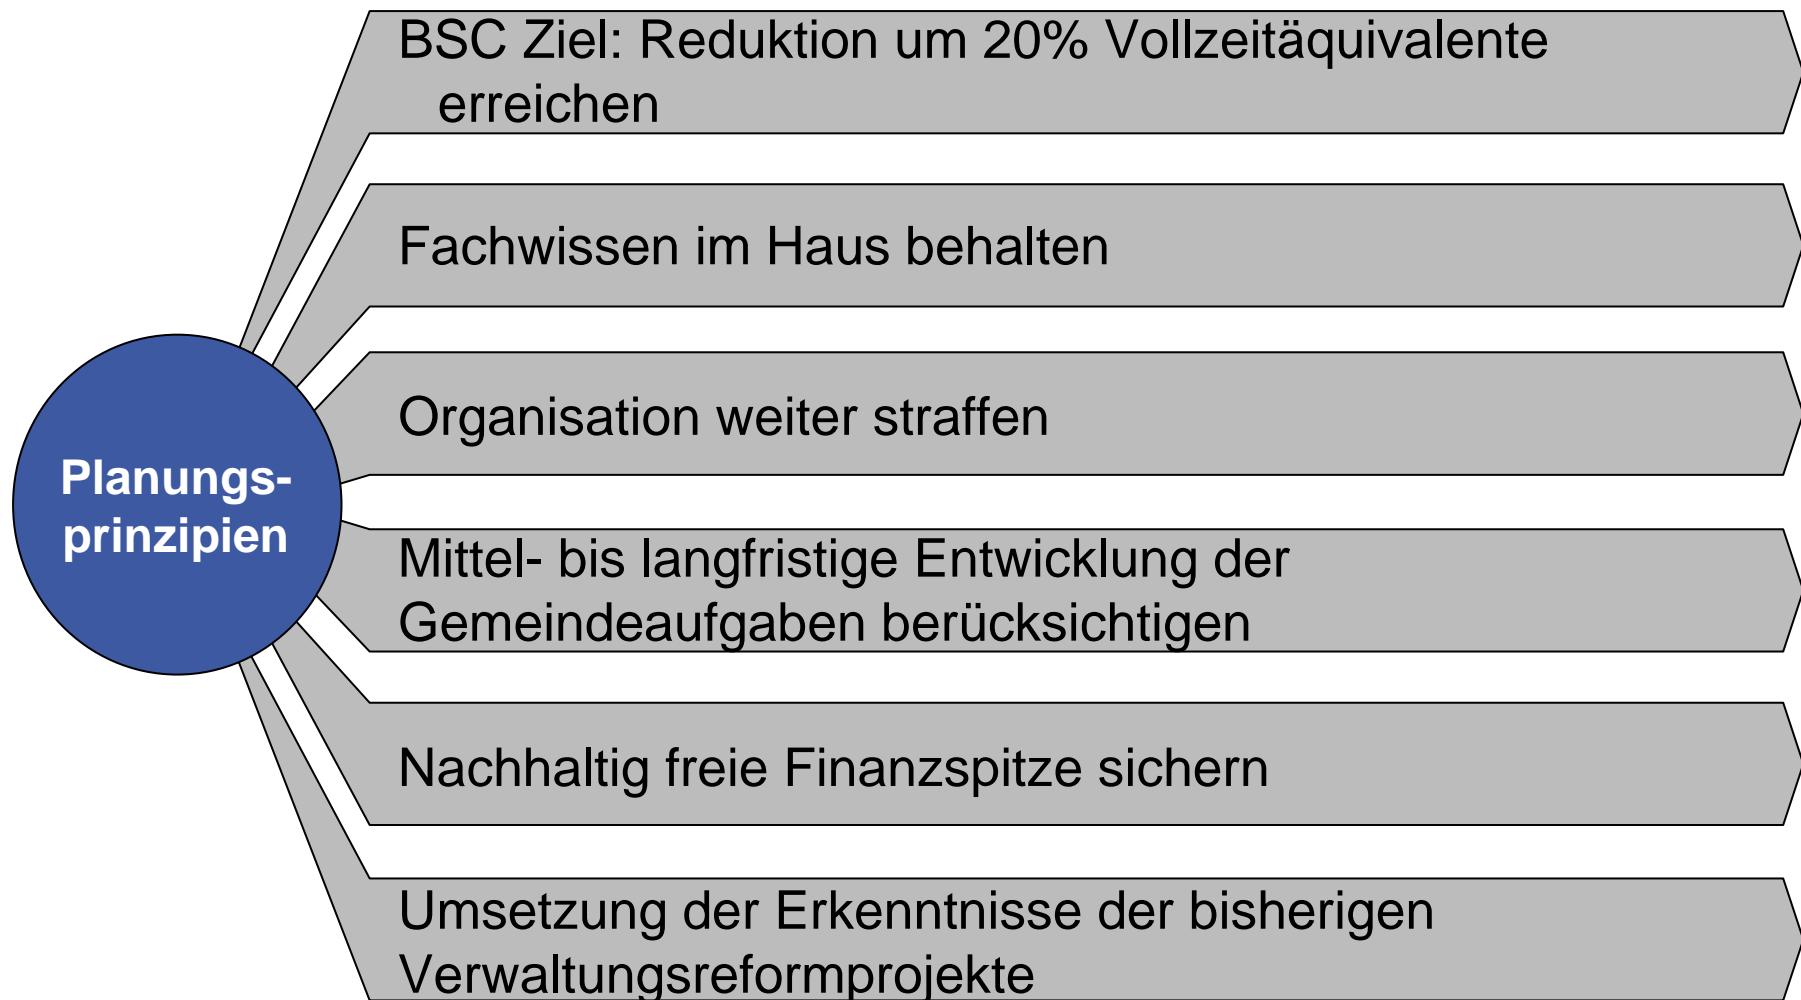 BSC Ziel: Reduktion um 20% Vollzeitäquivalente
erreichen
Fachwissen im Haus behalten
Organisation weiter straffen
Planungs-
prinzipien
Mittel- bis langfristige Entwicklung der
Gemeindeaufgaben berücksichtigen
Nachhaltig freie Finanzspitze sichern
Umsetzung der Erkenntnisse der bisherigen
Verwaltungsreformprojekte